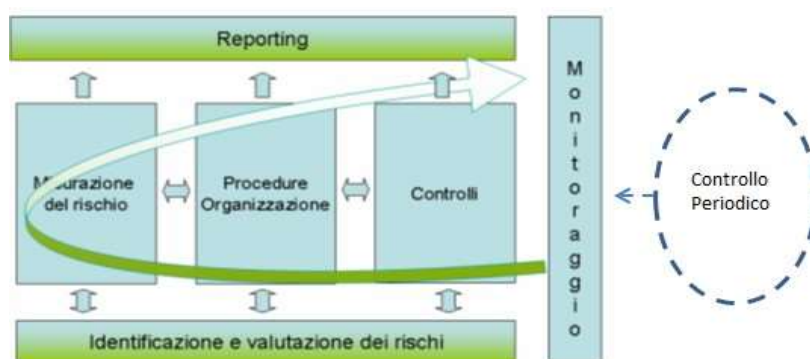 Reporting
Misurazione
del rischio
Procedure
Organizzazione
Controlli
Identificazione e valutazione dei rischi
Monitoraggio
Controllo
Periodico